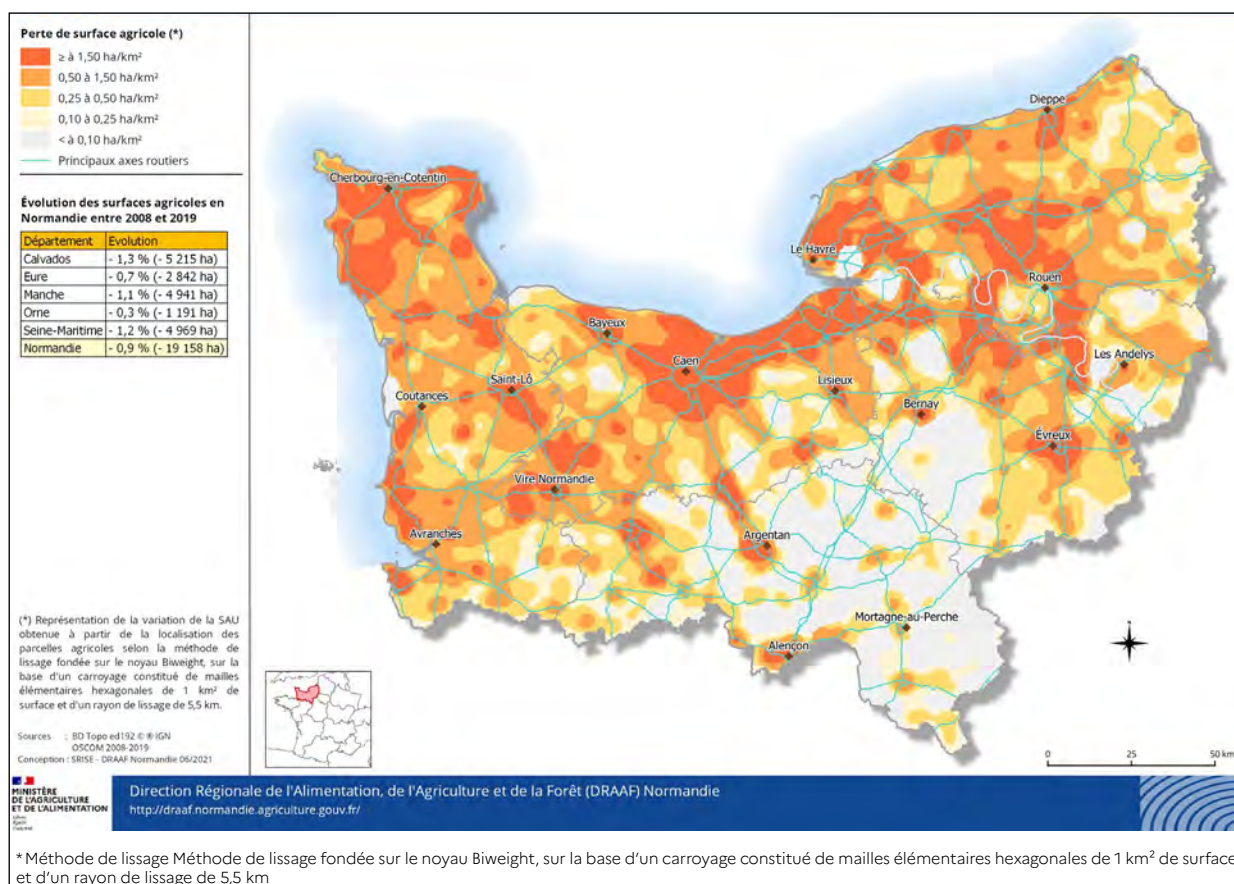 Perte de surface agricole (*)
≥ à 1,50 ha/km²
0,50 à 1,50 ha/km²
0,25 à 0,50 ha/km²
0,10 à 0,25 ha/km²
< à 0,10 ha/km²
Principaux axes routiers
Évolution des surfaces agricoles en
Normandie entre 2008 et 2019
Département Evolution
Calvados - 1,3 % (- 5 215 ha)
Eure - 0,7 % (- 2 842 ha)
Manche - 1,1 % (- 4 941 ha)
Orne - 0,3 % (- 1 191 ha)
Seine-Maritime - 1,2 % (- 4 969 ha)
Normandie - 0,9 % (- 19 158 ha)
(*) Représentation de la variation de la SAU
obtenue à partir de la localisation des
parcelles agricoles selon la méthode de
lissage fondée sur le noyau Biweight, sur la
base d'un carroyage constitué de mailles
élémentaires hexagonales de 1 km² de
surface et d'un rayon de lissage de 5,5 km.
Sources : BD Topo ed192 © ® IGN
OSCOM 2008-2019
Conception : SRISE - DRAAF Normandie 06/2021
Dieppe
Cherbourg-en-Cotentin
Le Havre
Rouen
Bayeux
Caen
Les Andelys
Saint-Lô
Lisieux
Coutances
Bernay
Évreux
Vire Normandie
Avranches
Argentan
Mortagne-au-Perche
Alençon
0 25 50 km
MINISTÈRE
DE L'AGRICULTURE
ET DE L'ALIMENTATION
Direction Régionale de l'Alimentation, de l'Agriculture et de la Forêt (DRAAF) Normandie
http://draaf.normandie.agriculture.gouv.fr/
* Méthode de lissage Méthode de lissage fondée sur le noyau Biweight, sur la base d'un carroyage constitué de mailles élémentaires hexagonales de 1 km² de surface
et d'un rayon de lissage de 5,5 km